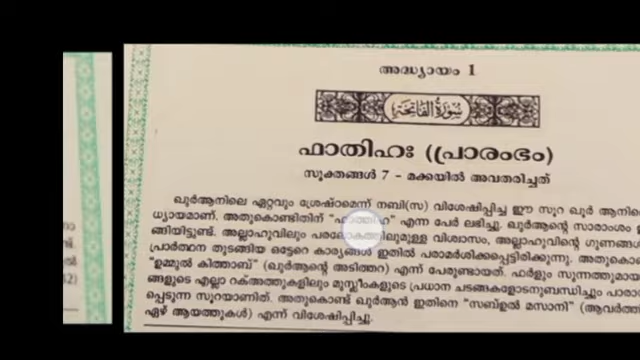 അദ്ധ്യായം 1
سُورَةُ الفَاتِحَة
ഫാതിഹഃ (പ്രാരംഭം)
സൂക്തങ്ങൾ 7 - മക്കയിൽ അവതരിച്ചത്
ഖുർആനിലെ ഏറ്റവും ശ്രേഷ്ഠമെന്ന് നബി(സ) വിശേഷിപ്പിച്ച ഈ സൂറ ഖുർ ആനിലെ
ധ്യായമാണ്. അതുകൊണ്ടിതിന് “ഫാത്തിഹ” എന്ന പേർ ലഭിച്ചു. ഖുർആന്റെ സാരാംശം
ങ്ങിയിട്ടുണ്ട്. അല്ലാഹുവിലും പരലോകത്തിലുമുള്ള വിശ്വാസം, അല്ലാഹുവിന്റെ ഗുണങ്ങൾ
പ്രാർത്ഥന തുടങ്ങിയ ഒട്ടേറെ കാര്യങ്ങൾ ഇതിൽ പരാമർശിക്കപ്പെട്ടിരിക്കുന്നു. അതുകൊ
“ഉമ്മുൽ കിത്താബ്” (ഖുർആന്റെ അടിത്തറ) എന്ന് പേരുണ്ടായത്. ഫർളും സുന്നത്തുമായ
ങ്ങളുടെ എല്ലാ റക്അത്തുകളിലും മുസ്ലീംകളുടെ പ്രധാന ചടങ്ങുകളോടനുബന്ധിച്ചും പാരാ
പ്പെടുന്ന സൂറയാണിത്. അതുകൊണ്ട് ഖുർആൻ ഇതിനെ “സബ്ഉൽ മസാനി” (ആവർത്തി
ഏഴ് ആയത്തുകൾ) എന്ന് വിശേഷിപ്പിച്ചു.